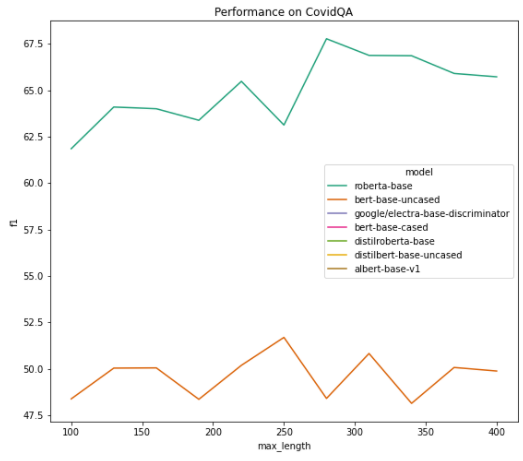 Performance on CovidQA
f1
67.5
65.0
62.5
60.0
57.5
55.0
52.5
50.0
47.5
model
roberta-base
bert-base-uncased
google/electra-base-discriminator
bert-base-cased
distilroberta-base
distilbert-base-uncased
albert-base-v1
100 150 200 250 300 350 400
max_length